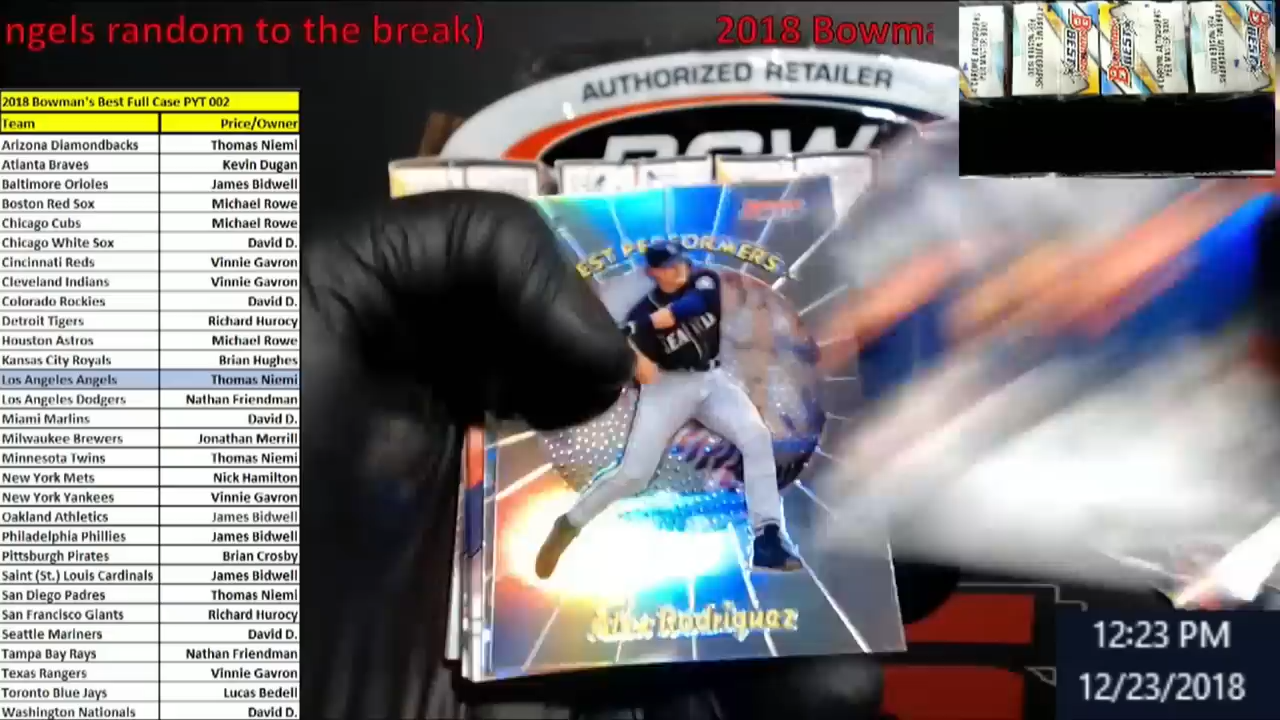 ngels random to the break)
2018 Bowma
AUTHORIZED RETAILER
2018 Bowman's Best Full Case PYT 002
Team Price/Owner
Arizona Diamondbacks Thomas Niemi
Atlanta Braves Kevin Dugan
Baltimore Orioles James Bidwell
Boston Red Sox Michael Rowe
Chicago Cubs Michael Rowe
Chicago White Sox David D.
Cincinnati Reds Vinnie Gavron
Cleveland Indians Vinnie Gavron
Colorado Rockies David D.
Detroit Tigers Richard Hurocy
Houston Astros Michael Rowe
Kansas City Royals Brian Hughes
Los Angeles Angels Thomas Niemi
Los Angeles Dodgers Nathan Friendman
Miami Marlins David D.
Milwaukee Brewers Jonathan Merrill
Minnesota Twins Thomas Niemi
New York Mets Nick Hamilton
New York Yankees Vinnie Gavron
Oakland Athletics James Bidwell
Philadelphia Phillies James Bidwell
Pittsburgh Pirates Brian Crosby
Saint (St.) Louis Cardinals James Bidwell
San Diego Padres Thomas Niemi
San Francisco Giants Richard Hurocy
Seattle Mariners David D.
Tampa Bay Rays Nathan Friendman
Texas Rangers Vinnie Gavron
Toronto Blue Jays Lucas Bedell
Washington Nationals David D.
EST PERFORMERS
Alex Rodriguez
12:23 PM
12/23/2018